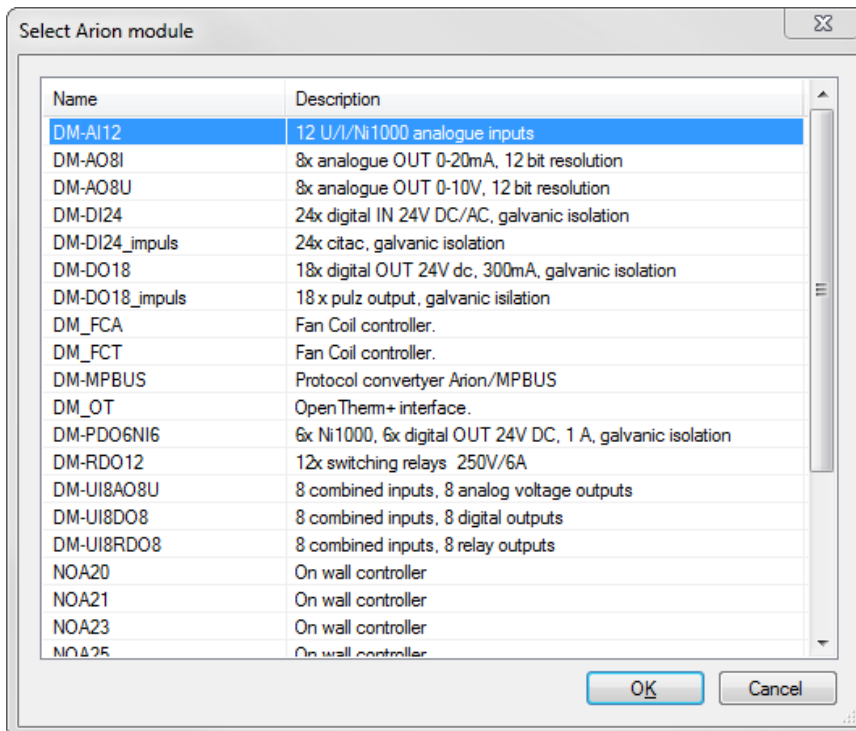 Select Arion module
Name Description
DM-AI12 12 U/I/Ni1000 analogue inputs
DM-AO8I 8x analogue OUT 0-20mA, 12 bit resolution
DM-AO8U 8x analogue OUT 0-10V, 12 bit resolution
DM-DI24 24x digital IN 24V DC/AC, galvanic isolation
DM-DI24_impuls 24x citac, galvanic isolation
DM-DO18 18x digital OUT 24V dc, 300mA, galvanic isolation
DM-DO18_impuls 18 x pulz output, galvanic isilation
DM_FCA Fan Coil controller.
DM_FCT Fan Coil controller.
DM-MPBUS Protocol convertyer Arion/MPBUS
DM_OT OpenTherm+ interface.
DM-PDO6NI6 6x Ni1000, 6x digital OUT 24V DC, 1 A, galvanic isolation
DM-RDO12 12x switching relays 250V/6A
DM-UI8AO8U 8 combined inputs, 8 analog voltage outputs
DM-UI8DO8 8 combined inputs, 8 digital outputs
DM-UI8RDO8 8 combined inputs, 8 relay outputs
NOA20 On wall controller
NOA21 On wall controller
NOA23 On wall controller
NOA25 On wall controller
OK Cancel